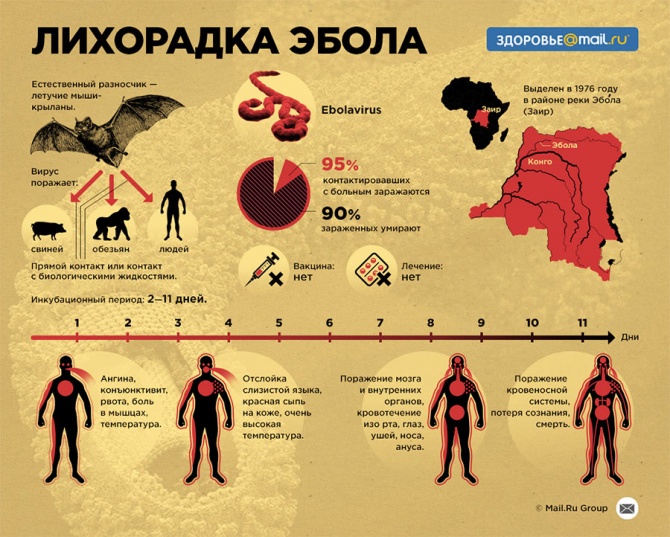 ЛИХОРАДКА ЭБОЛА
ЗДОРОВЬЕ@mail.ru
Естественный разносчик —
летучие мыши-
крыланы.
Вирус
поражает:
свиней
обезьян
людей
Прямой контакт или контакт
с биологическими жидкостями.
Ebolavirus
95%
контактировавших
с больным заражаются
90%
зараженных умирают
Вакцина:
нет
Лечение:
нет
Заир
Выделен в 1976 году
в районе реки Эбола
(Заир)
Эбола
Конго
Инкубационный период: 2–11 дней.
1 2 3 4 5 6 7 8 9 10 11 Дни
Ангина,
конъюнктивит,
рвота, боль
в мышцах,
температура.
Отслойка
слизистой языка,
красная сыпь
на коже, очень
высокая
температура.
Поражение мозга
и внутренних
органов,
кровотечение
изо рта, глаз,
ушей, носа,
ануса.
Поражение
кровеносной
системы,
потеря сознания,
смерть.
© Mail.Ru Group